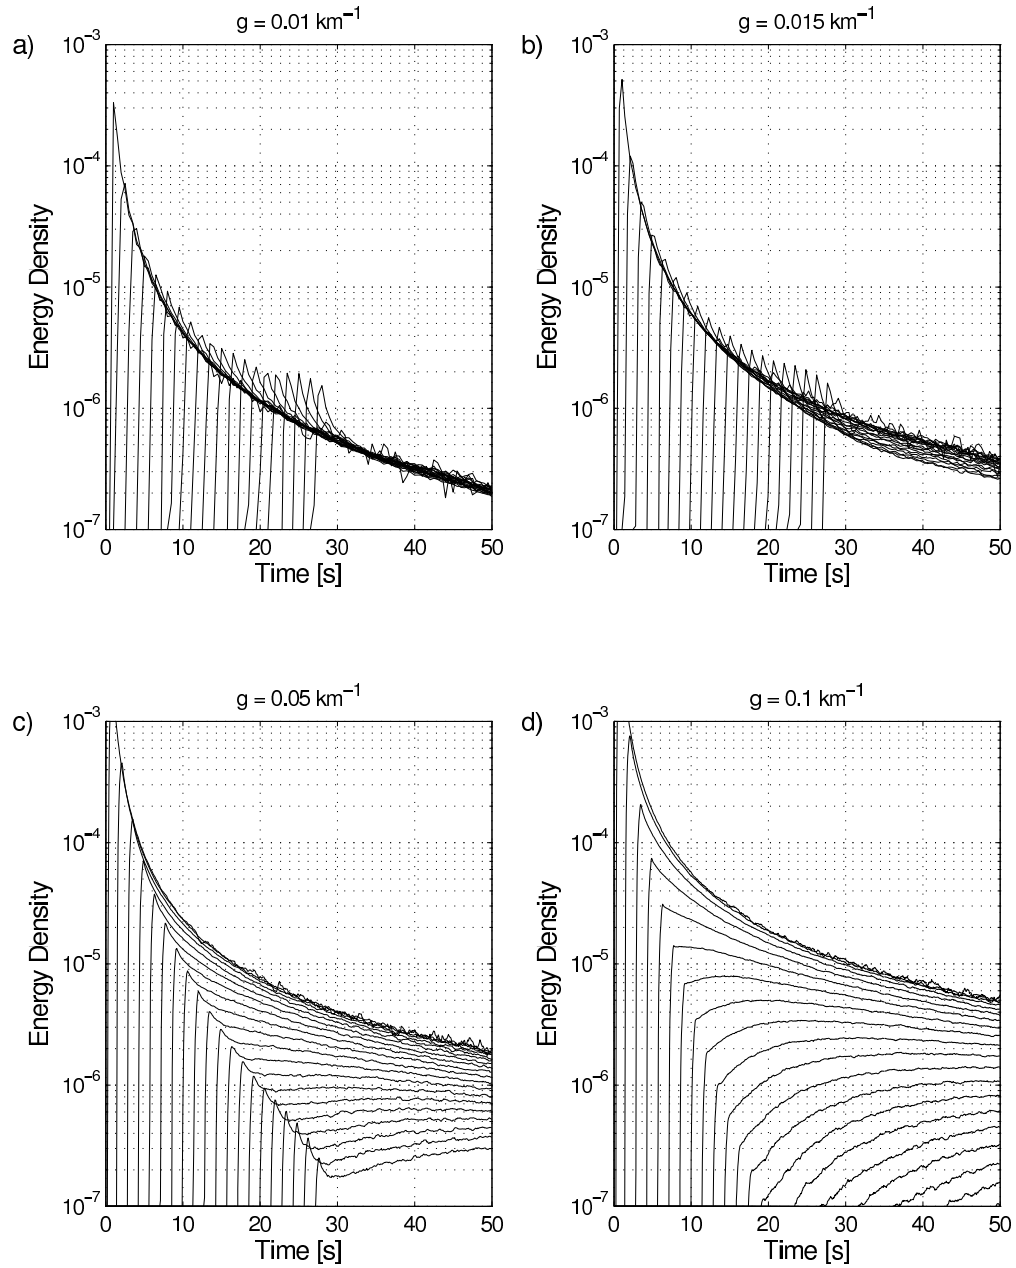 a)
g = 0.01 km⁻¹
10⁻³
10⁻⁴
10⁻⁵
10⁻⁶
10⁻⁷
Energy Density
0 10 20 30 40 50
Time [s]
b)
g = 0.015 km⁻¹
10⁻³
10⁻⁴
10⁻⁵
10⁻⁶
10⁻⁷
Energy Density
0 10 20 30 40 50
Time [s]
c)
g = 0.05 km⁻¹
10⁻³
10⁻⁴
10⁻⁵
10⁻⁶
10⁻⁷
Energy Density
0 10 20 30 40 50
Time [s]
d)
g = 0.1 km⁻¹
10⁻³
10⁻⁴
10⁻⁵
10⁻⁶
10⁻⁷
Energy Density
0 10 20 30 40 50
Time [s]